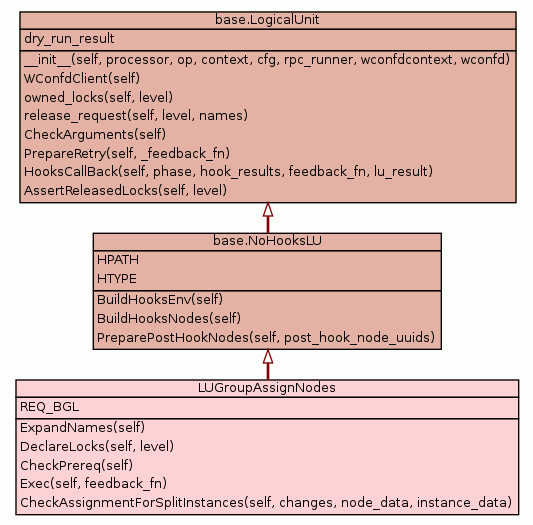 base.LogicalUnit
dry_run_result
__init__(self, processor, op, context, cfg, rpc_runner, wconfdcontext, wconfd)
WConfdClient(self)
owned_locks(self, level)
release_request(self, level, names)
CheckArguments(self)
PrepareRetry(self, _feedback_fn)
HooksCallBack(self, phase, hook_results, feedback_fn, lu_result)
AssertReleasedLocks(self, level)
base.NoHooksLU
HPATH
HTYPE
BuildHooksEnv(self)
BuildHooksNodes(self)
PreparePostHookNodes(self, post_hook_node_uuids)
LUGroupAssignNodes
REQ_BGL
ExpandNames(self)
DeclareLocks(self, level)
CheckPrereq(self)
Exec(self, feedback_fn)
CheckAssignmentForSplitInstances(self, changes, node_data, instance_data)